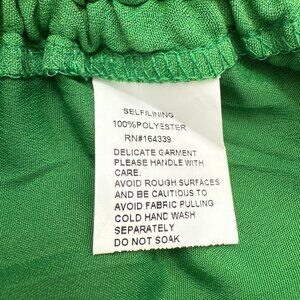 SELF/LINING
100%POLYESTER
RN#164339
DELICATE GARMENT
PLEASE HANDLE WITH
CARE.
AVOID ROUGH SURFACES
AND BE CAUTIOUS TO
AVOID FABRIC PULLING
COLD HAND WASH
SEPARATELY
DO NOT SOAK